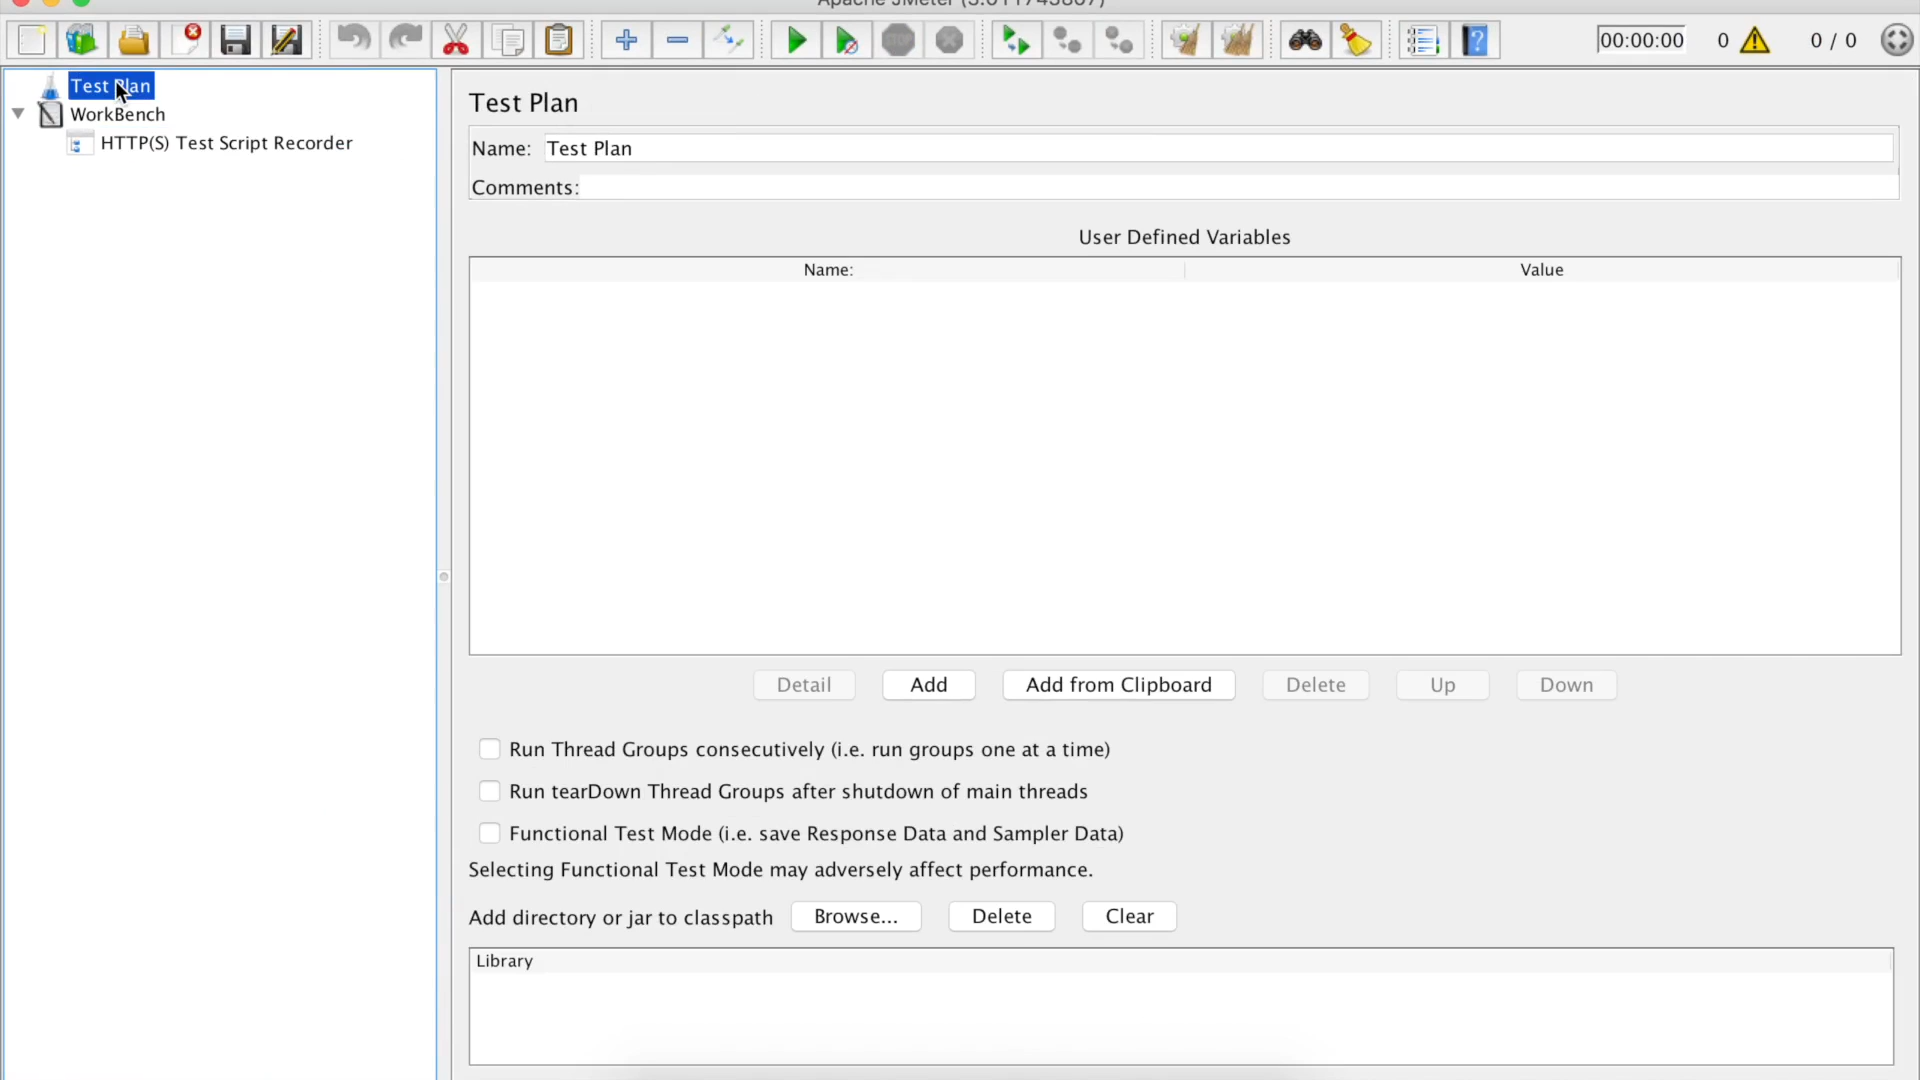 00:00:00 0 0 / 0
Test Plan
WorkBench
HTTP(S) Test Script Recorder
Test Plan
Name: Test Plan
Comments:
User Defined Variables
Name: Value
Detail Add Add from Clipboard Delete Up Down
Run Thread Groups consecutively (i.e. run groups one at a time)
Run tearDown Thread Groups after shutdown of main threads
Functional Test Mode (i.e. save Response Data and Sampler Data)
Selecting Functional Test Mode may adversely affect performance.
Add directory or jar to classpath Browse... Delete Clear
Library